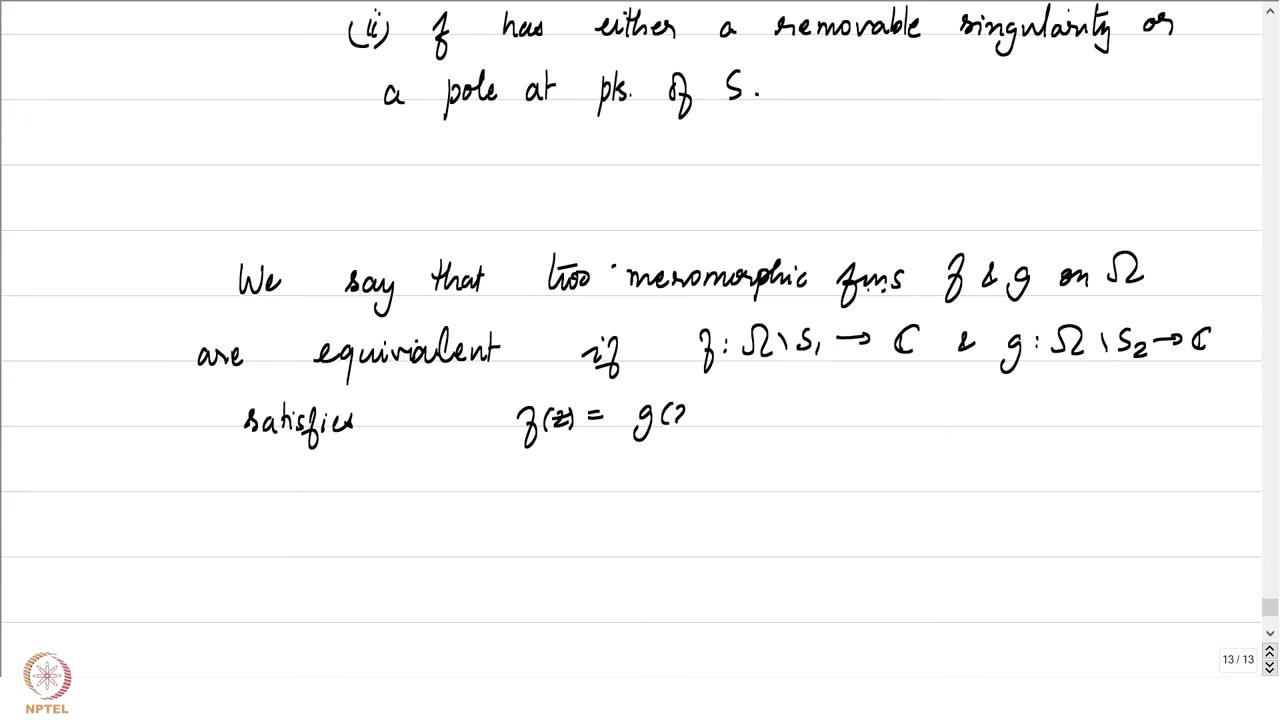 (ii) f has either a removable singularity or
a pole at pts. of S.
We say that two meromorphic fns f & g on Ω
are equivalent if f : Ω \ S₁ → ℂ & g : Ω \ S₂ → ℂ
satisfies f(z) = g(z
13 / 13
NPTEL